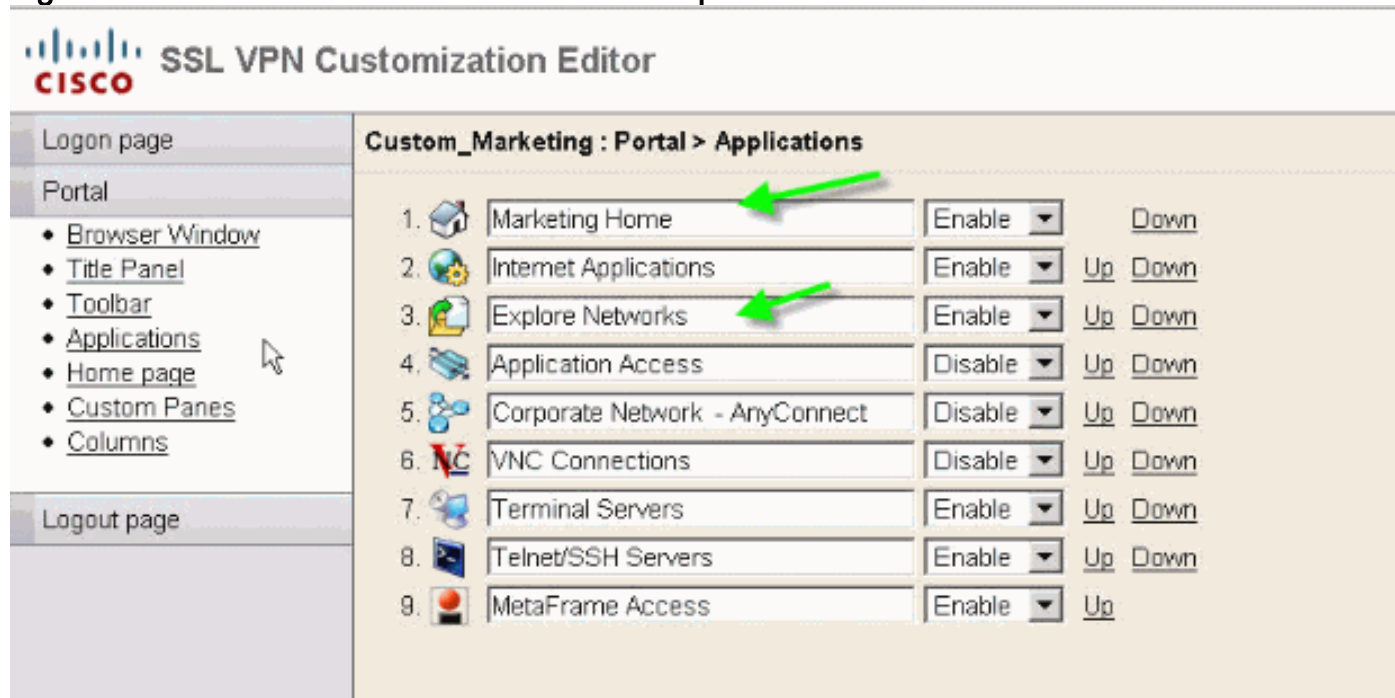 CISCO SSL VPN Customization Editor
Logon page
Portal
• Browser Window
• Title Panel
• Toolbar
• Applications
• Home page
• Custom Panes
• Columns
Logout page
Custom_Marketing : Portal > Applications
1. Marketing Home Enable Down
2. Internet Applications Enable Up Down
3. Explore Networks Enable Up Down
4. Application Access Disable Up Down
5. Corporate Network - AnyConnect Disable Up Down
6. VNC VNC Connections Disable Up Down
7. Terminal Servers Enable Up Down
8. Telnet/SSH Servers Enable Up Down
9. MetaFrame Access Enable Up